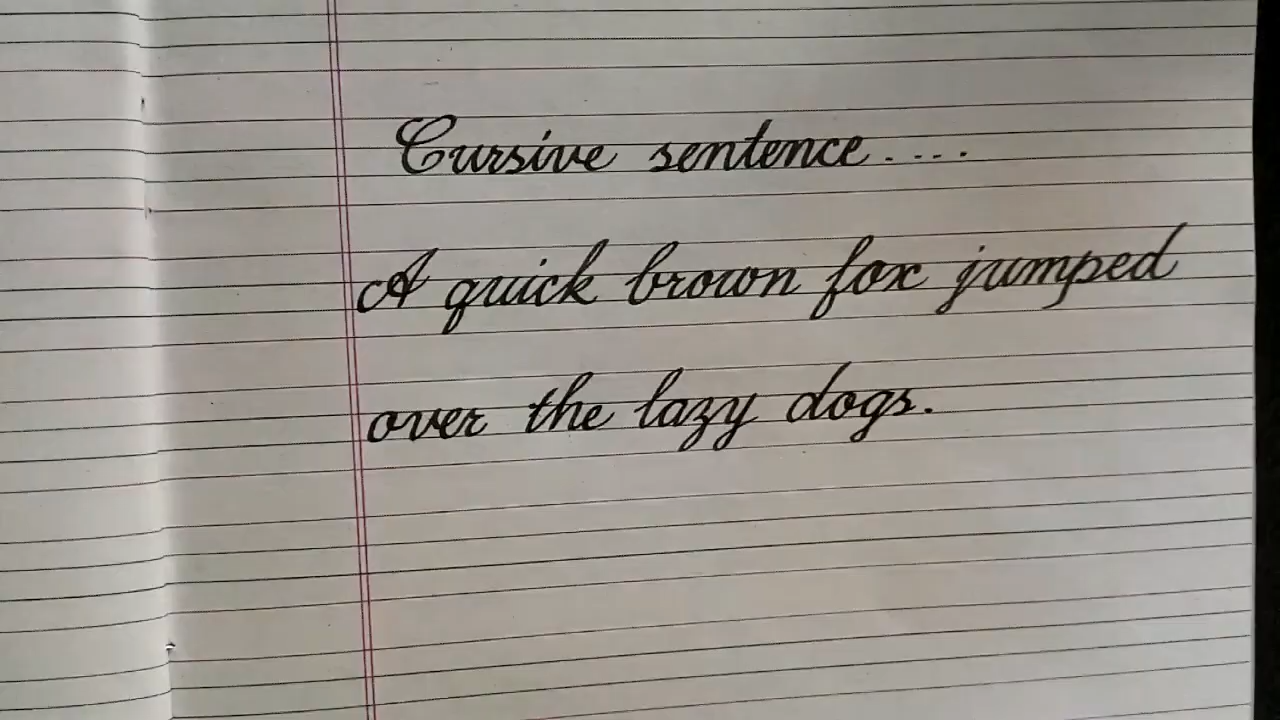 Cursive sentence....
A quick brown fox jumped
over the lazy dogs.